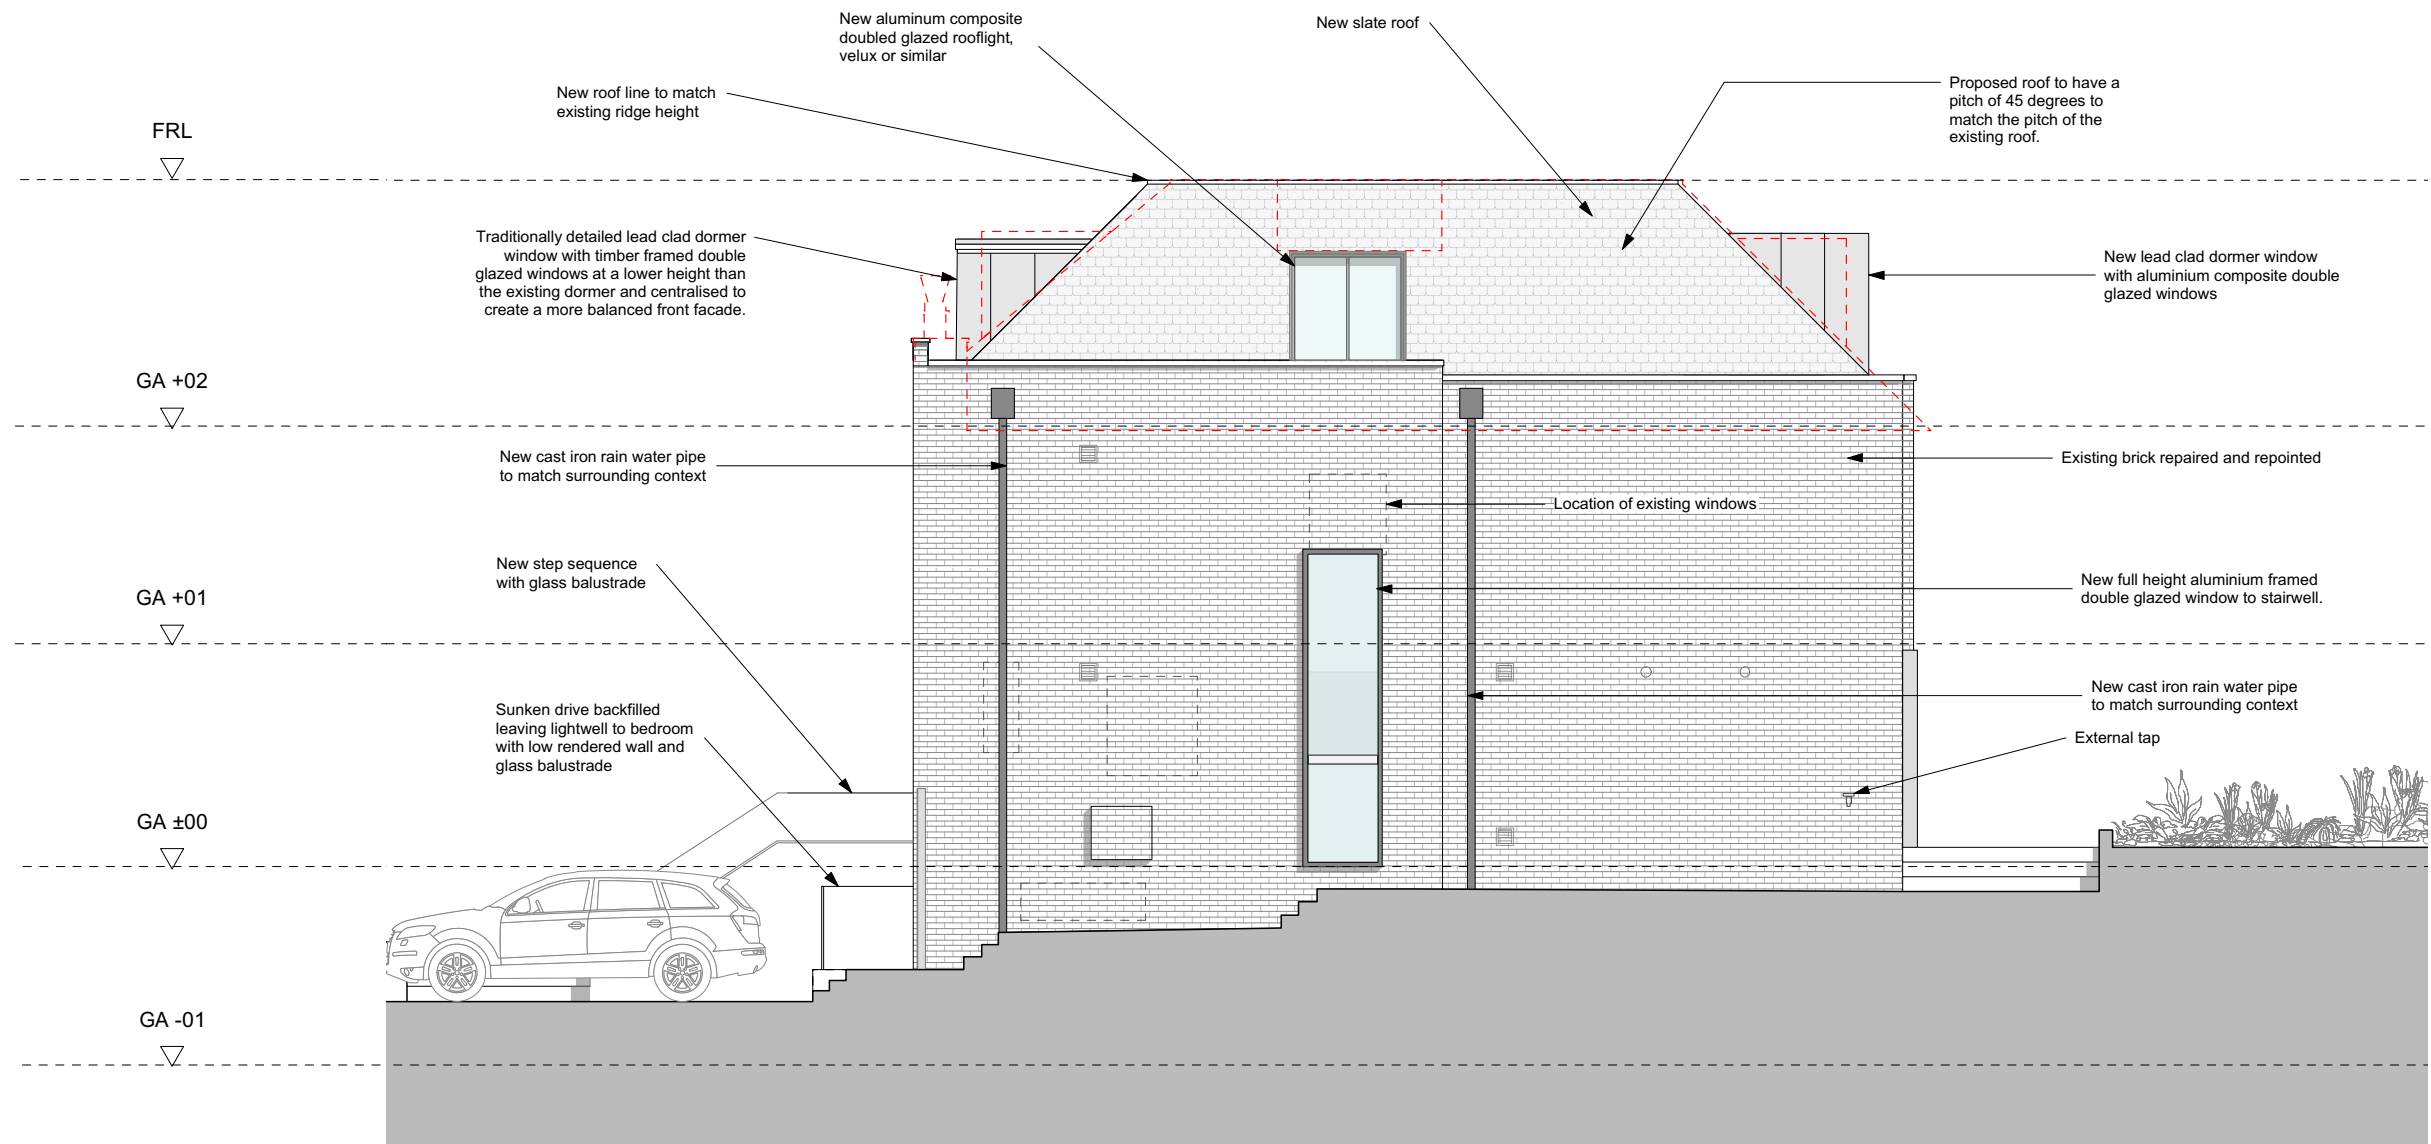 New aluminum composite
doubled glazed rooflight,
velux or similar
New slate roof
New roof line to match
existing ridge height
Proposed roof to have a
pitch of 45 degrees to
match the pitch of the
existing roof.
FRL
Traditionally detailed lead clad dormer
window with timber framed double
glazed windows at a lower height than
the existing dormer and centralised to
create a more balanced front facade.
New lead clad dormer window
with aluminium composite double
glazed windows
GA +02
New cast iron rain water pipe
to match surrounding context
Existing brick repaired and repointed
Location of existing windows
New step sequence
with glass balustrade
New full height aluminium framed
double glazed window to stairwell.
GA +01
New cast iron rain water pipe
to match surrounding context
Sunken drive backfilled
leaving lightwell to bedroom
with low rendered wall and
glass balustrade
External tap
GA ±00
GA -01